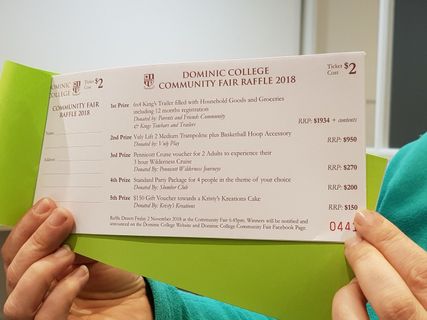 DOMINIC
COLLEGE
Ticket
Cost $2
COMMUNITY FAIR
RAFFLE 2018
Name
DOMINIC COLLEGE
COMMUNITY FAIR RAFFLE 2018
Ticket
Cost $2
1st Prize 6x4 King's Trailer filled with Household Goods and Groceries
including 12 months registration
Donated by: Parents and Friends Community
& Kings Teachers and Trailers
RRP: $1934 + contents
2nd Prize Vuly Lift 2 Medium Trampoline plus Basketball Hoop Accessory
Donated by: Vuly Play
RRP: $950
3rd Prize Pennicott Cruise voucher for 2 Adults to experience their
3 hour Wilderness Cruise
Donated by: Pennicott Wilderness Journeys
RRP: $270
4th Prize Standard Party Package for 4 people in the theme of your choice
Donated By: Slumber Club
RRP: $200
5th Prize $150 Gift Voucher towards a Kristy's Kreations Cake
Donated By: Kristy's Kreations
RRP: $150
Raffle Drawn Friday 2 November 2018 at the Community Fair 6.45pm. Winners will be notified and
announced on the Dominic College Website and Dominic College Community Fair Facebook Page.